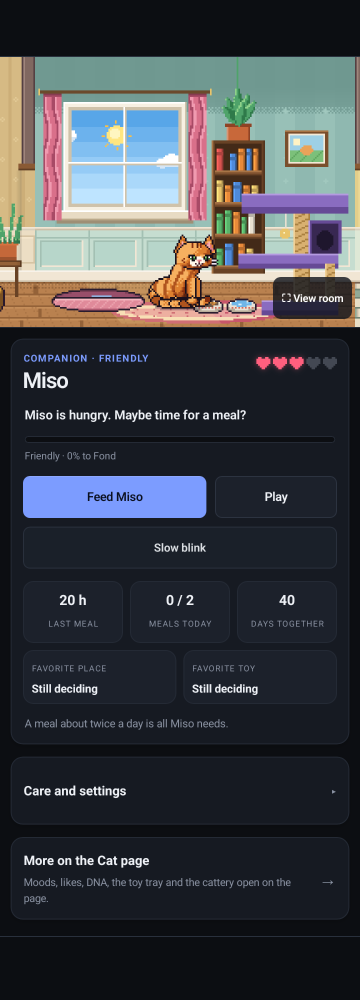 View room
COMPANION · FRIENDLY
Miso
Miso is hungry. Maybe time for a meal?
Friendly · 0% to Fond
Feed Miso
Play
Slow blink
20 h
LAST MEAL
0 / 2
MEALS TODAY
40
DAYS TOGETHER
FAVORITE PLACE
Still deciding
FAVORITE TOY
Still deciding
A meal about twice a day is all Miso needs.
Care and settings
More on the Cat page
Moods, likes, DNA, the toy tray and the cattery open on the
page.